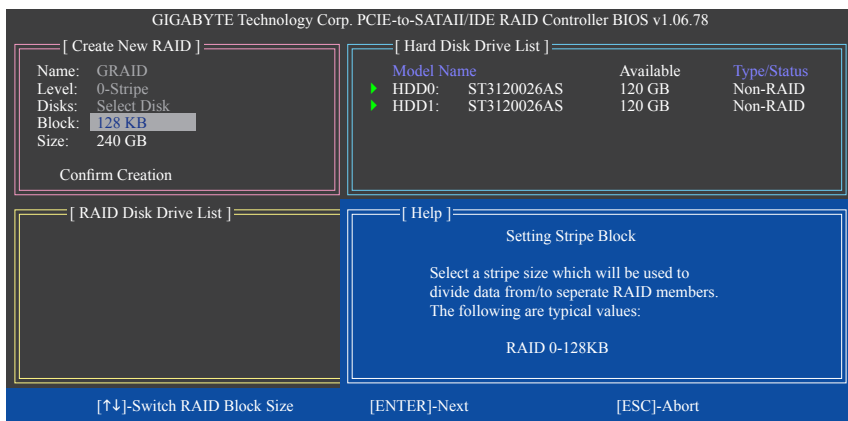 GIGABYTE Technology Corp. PCIE-to-SATAII/IDE RAID Controller BIOS v1.06.78
[ Create New RAID ]
Name: GRAID
Level: 0-Stripe
Disks: Select Disk
Block: 128 KB
Size: 240 GB
Confirm Creation
[ Hard Disk Drive List ]
Model Name Available Type/Status
HDD0: ST3120026AS 120 GB Non-RAID
HDD1: ST3120026AS 120 GB Non-RAID
[ RAID Disk Drive List ]
[ Help ]
Setting Stripe Block
Select a stripe size which will be used to
divide data from/to seperate RAID members.
The following are typical values:
RAID 0-128KB
[↑↓]-Switch RAID Block Size [ENTER]-Next [ESC]-Abort